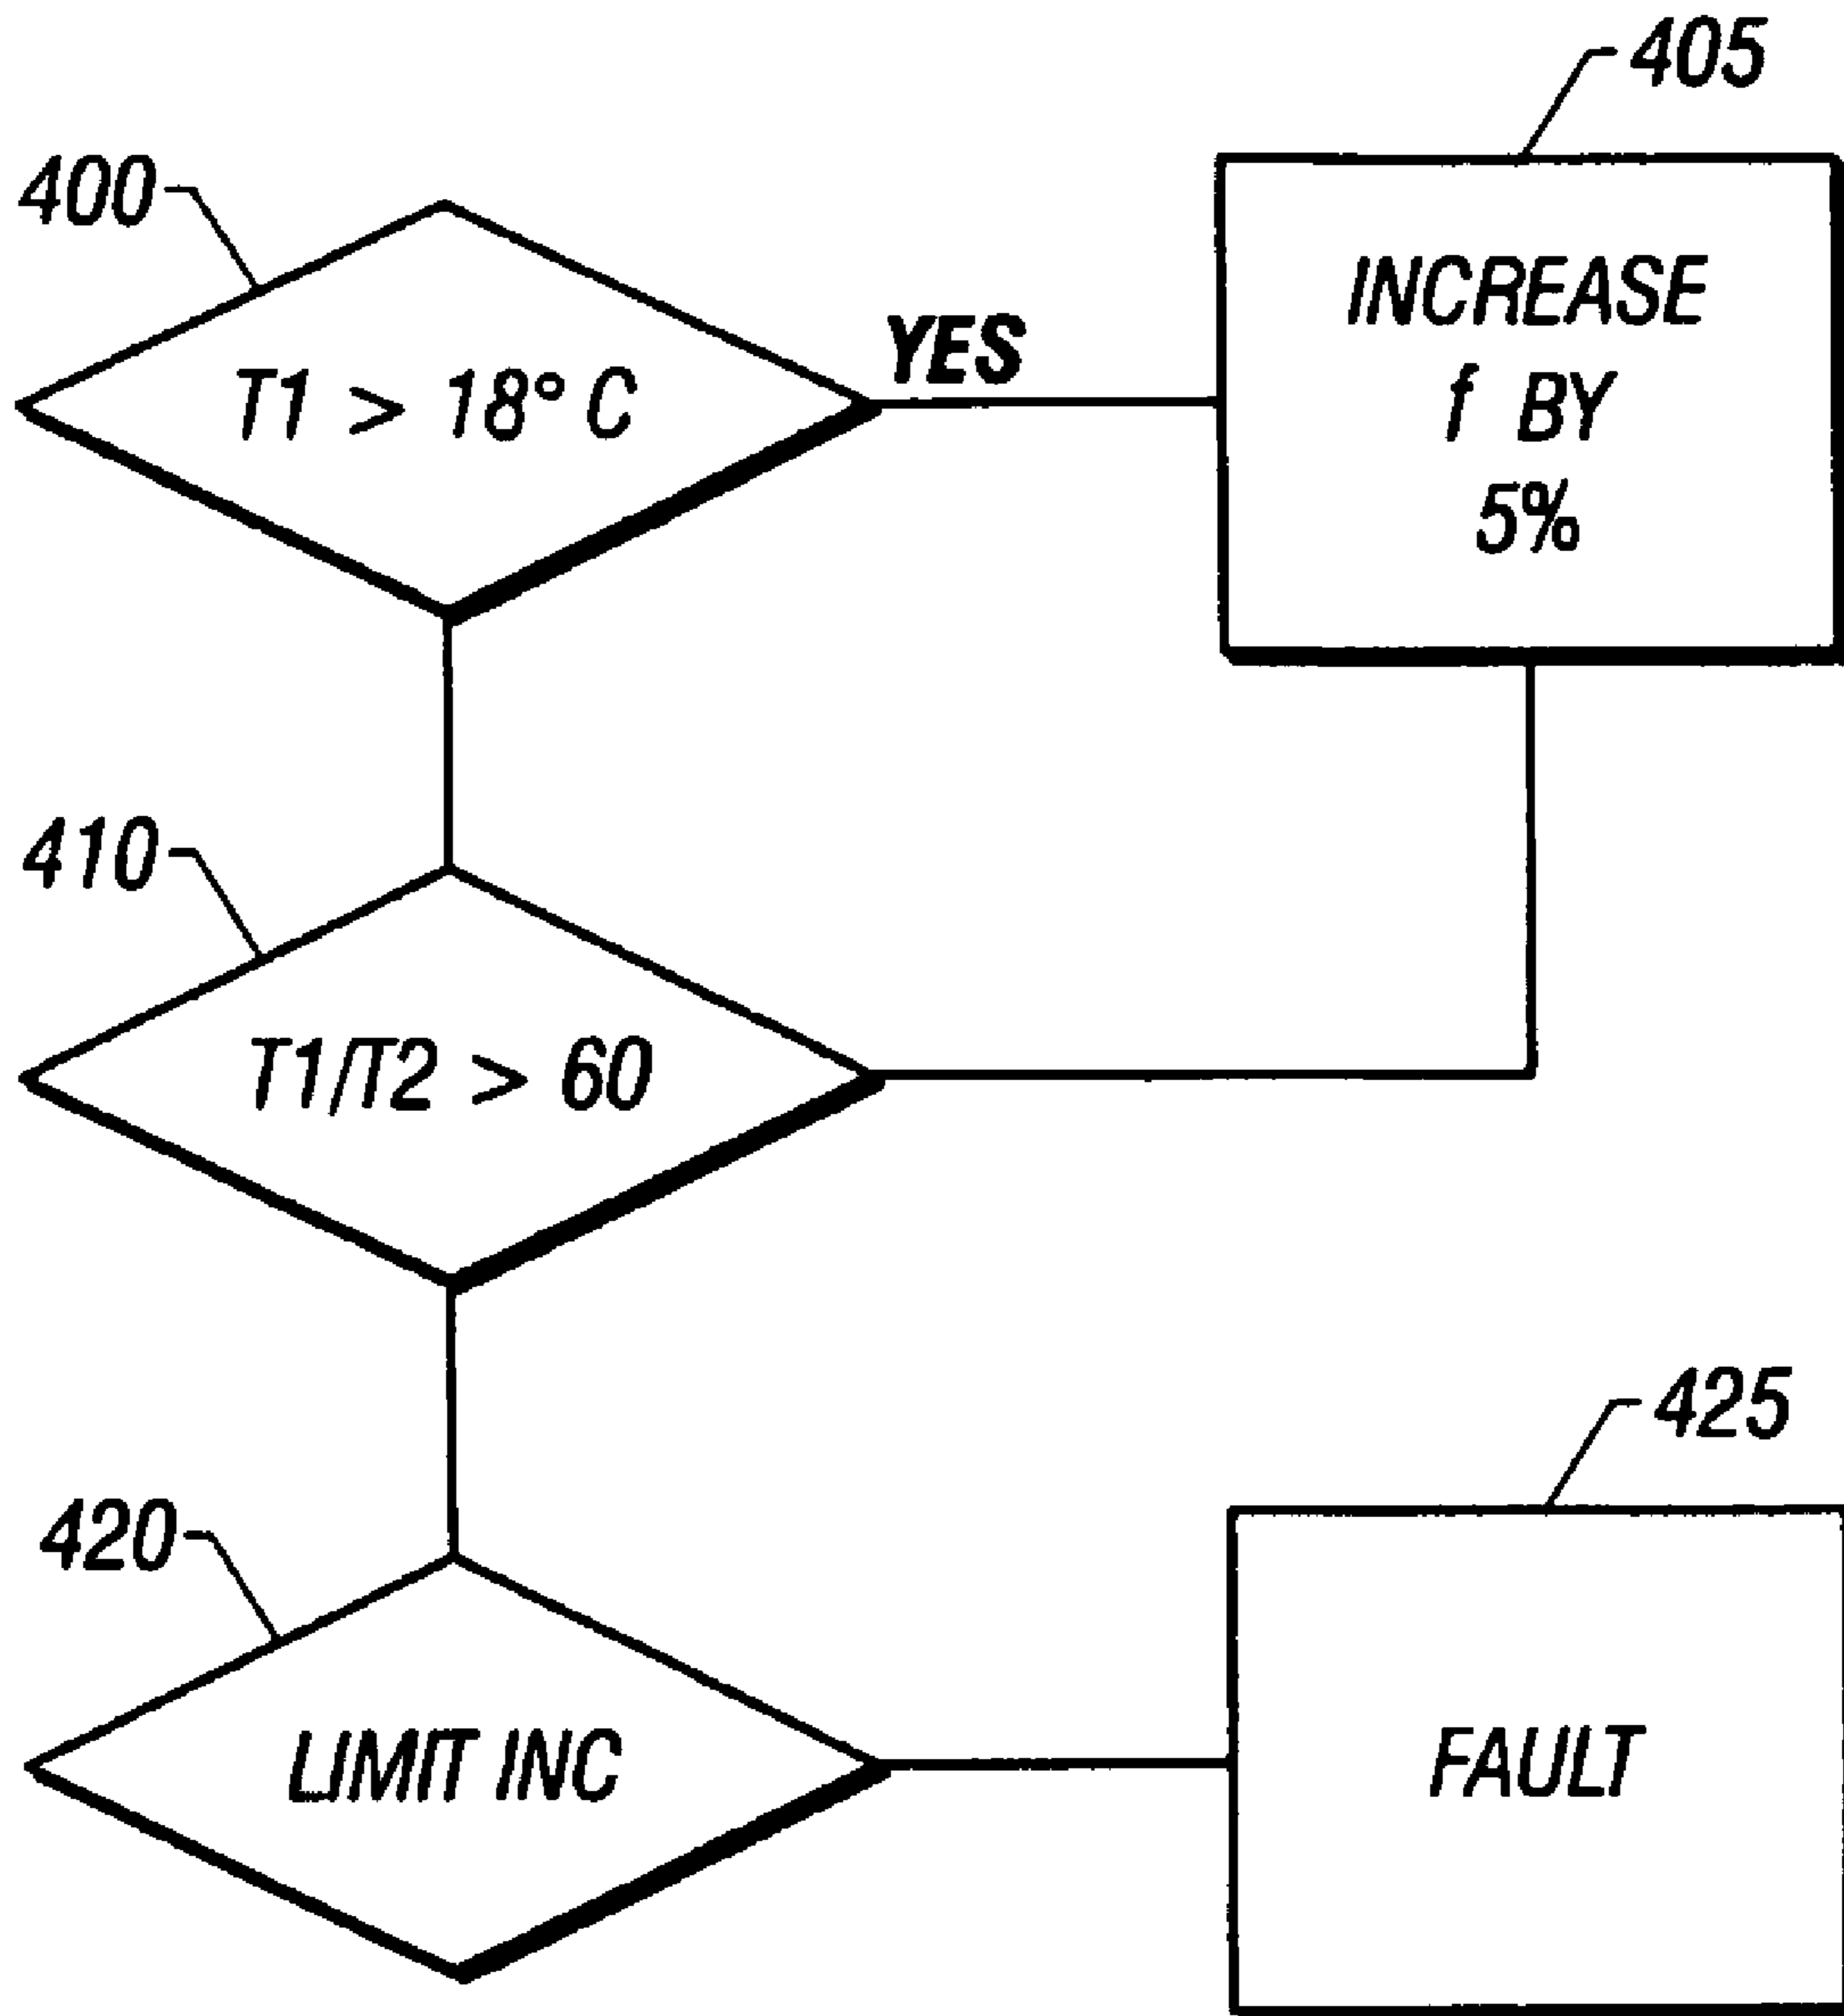 405
400
INCREASE
f BY
5%
YES
T1 > 18° C
410
T1/T2 > 60
425
420
LIMIT INC
FAULT